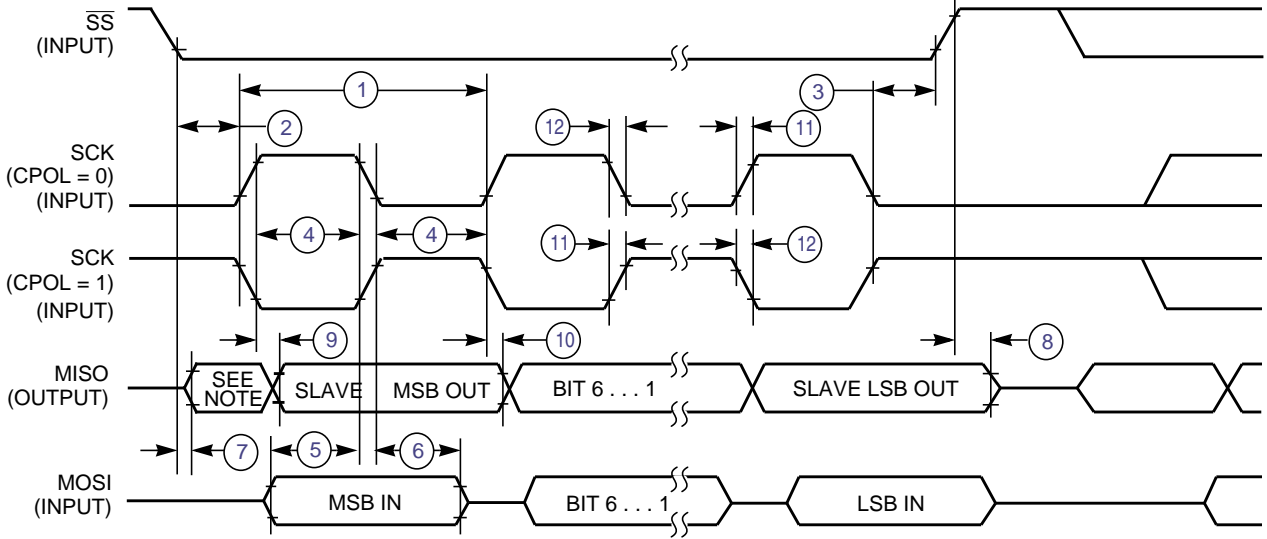 SS
(INPUT)
1
3
2
12
11
SCK
(CPOL = 0)
(INPUT)
4
4
11
12
SCK
(CPOL = 1)
(INPUT)
9
10
8
MISO
(OUTPUT)
SEE
NOTE
SLAVE
MSB OUT
BIT 6 . . . 1
SLAVE LSB OUT
7
5
6
MOSI
(INPUT)
MSB IN
BIT 6 . . . 1
LSB IN